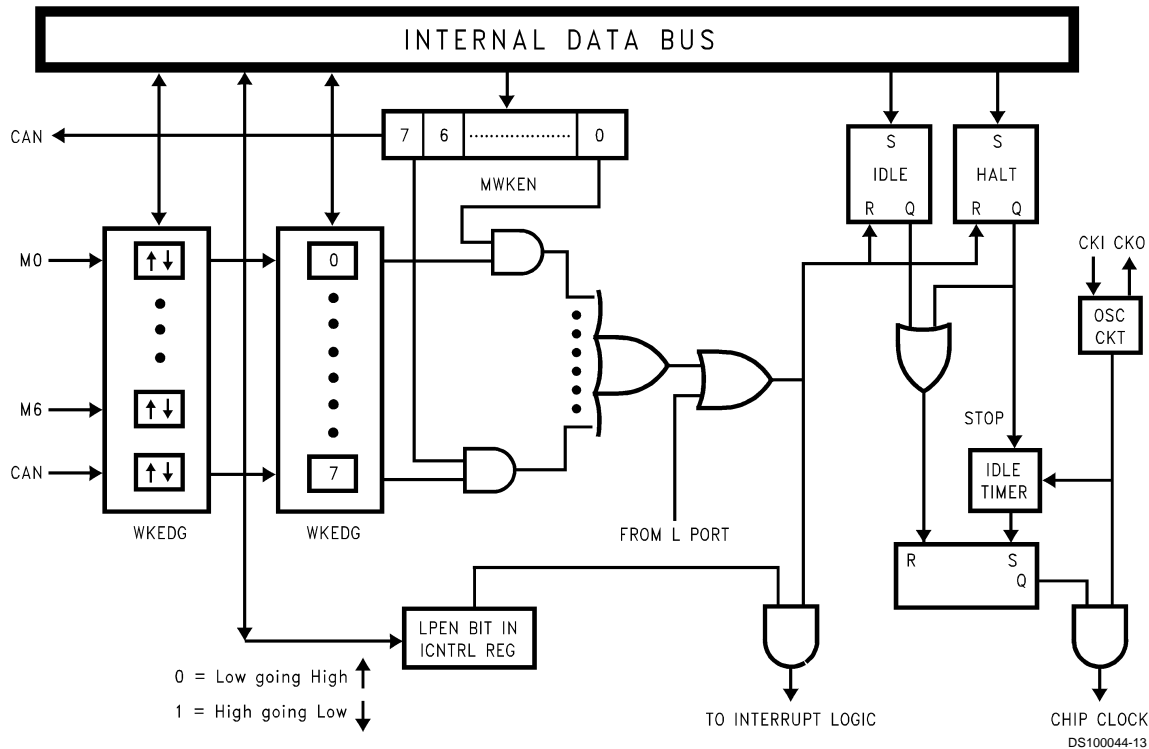 INTERNAL DATA BUS
CAN
7 6 .................... 0
MWKEN
S
IDLE
R Q
S
HALT
R Q
CKI CKO
OSC
CKT
M0
↑↓
0
M6
↑↓
CAN
↑↓
7
WKEDG
WKEDG
FROM L PORT
STOP
IDLE
TIMER
R S
Q
LPEN BIT IN
ICNTRL REG
0 = Low going High ↑
1 = High going Low ↓
TO INTERRUPT LOGIC
CHIP CLOCK
DS100044-13